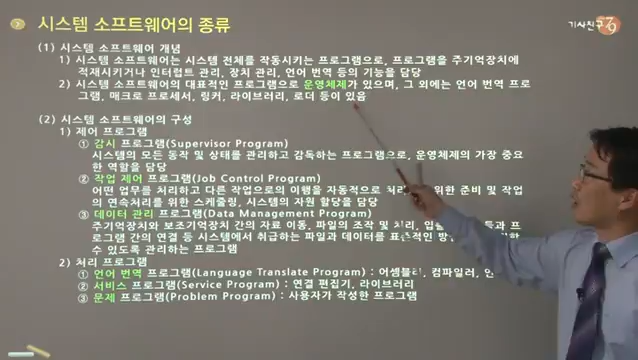 시스템 소프트웨어의 종류
기사친구
(1) 시스템 소프트웨어 개념
1) 시스템 소프트웨어는 시스템 전체를 작동시키는 프로그램으로, 프로그램을 주기억장치에
적재시키거나 인터럽트 관리, 장치 관리, 언어 번역 등의 기능을 담당
2) 시스템 소프트웨어의 대표적인 프로그램으로 운영체제가 있으며, 그 외에는 언어 번역 프로
그램, 매크로 프로세서, 링커, 라이브러리, 로더 등이 있음
(2) 시스템 소프트웨어의 구성
1) 제어 프로그램
① 감시 프로그램(Supervisor Program)
시스템의 모든 동작 및 상태를 관리하고 감독하는 프로그램으로, 운영체제의 가장 중요
한 역할을 담당
② 작업 제어 프로그램(Job Control Program)
어떤 업무를 처리하고 다른 작업으로의 이행을 자동적으로 위한 준비 및 작업
의 연속처리를 위한 스케줄링, 시스템의 자원 할당을 담당
③ 데이터 관리 프로그램(Data Management Program)
주기억장치와 보조기억장치 간의 자료 이동, 파일의 조작 및 처리, 등과 프
로그램 간의 연결 등 시스템에서 취급하는 파일과 데이터를 표준적인
수 있도록 관리하는 프로그램
2) 처리 프로그램
① 언어 번역 프로그램(Language Translate Program) : 어셈블러, 컴파일러,
② 서비스 프로그램(Service Program) : 연결 편집기, 라이브러리
③ 문제 프로그램(Problem Program) : 사용자가 작성한 프로그램